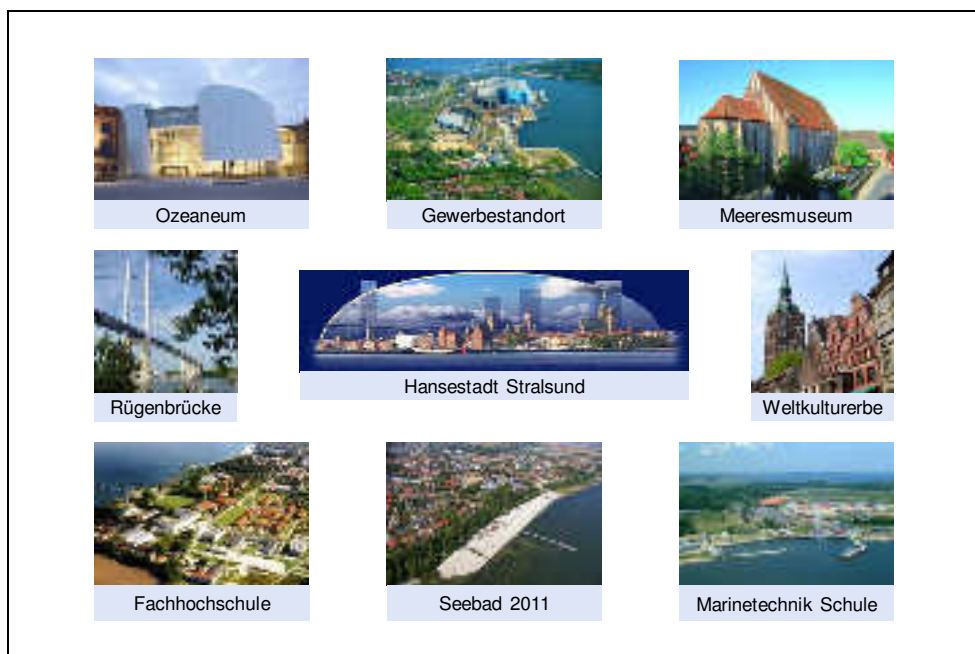 Ozeaneum
Gewerbestandort
Meeresmuseum
Rügenbrücke
Hansestadt Stralsund
Weltkulturerbe
Fachhochschule
Seebad 2011
Marinetechnik Schule